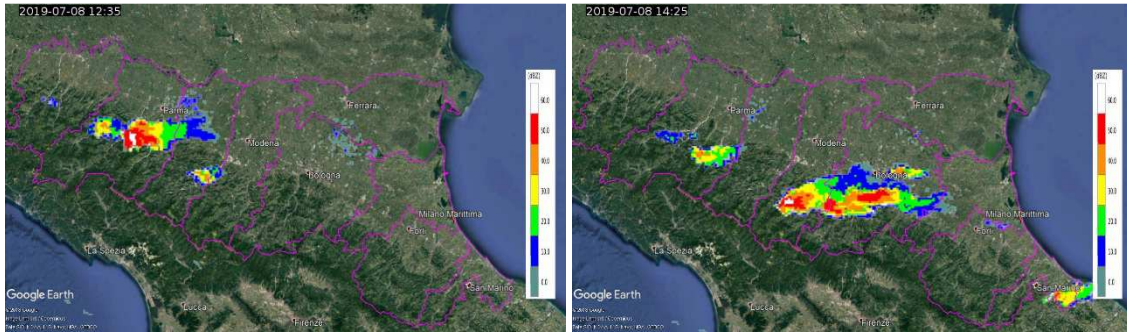 2019-07-08 12:35
(dBZ)
60.0
50.0
40.0
30.0
20.0
10.0
0.0
Parma
Ferrara
Modena
Bologna
Milano Marittima
Forlì
La Spezia
San Marino
Lucca
Firenze
Google Earth
2019-07-08 14:25
(dBZ)
60.0
50.0
40.0
30.0
20.0
10.0
0.0
Parma
Ferrara
Modena
Bologna
Milano Marittima
Forlì
La Spezia
San Marino
Lucca
Firenze
Google Earth